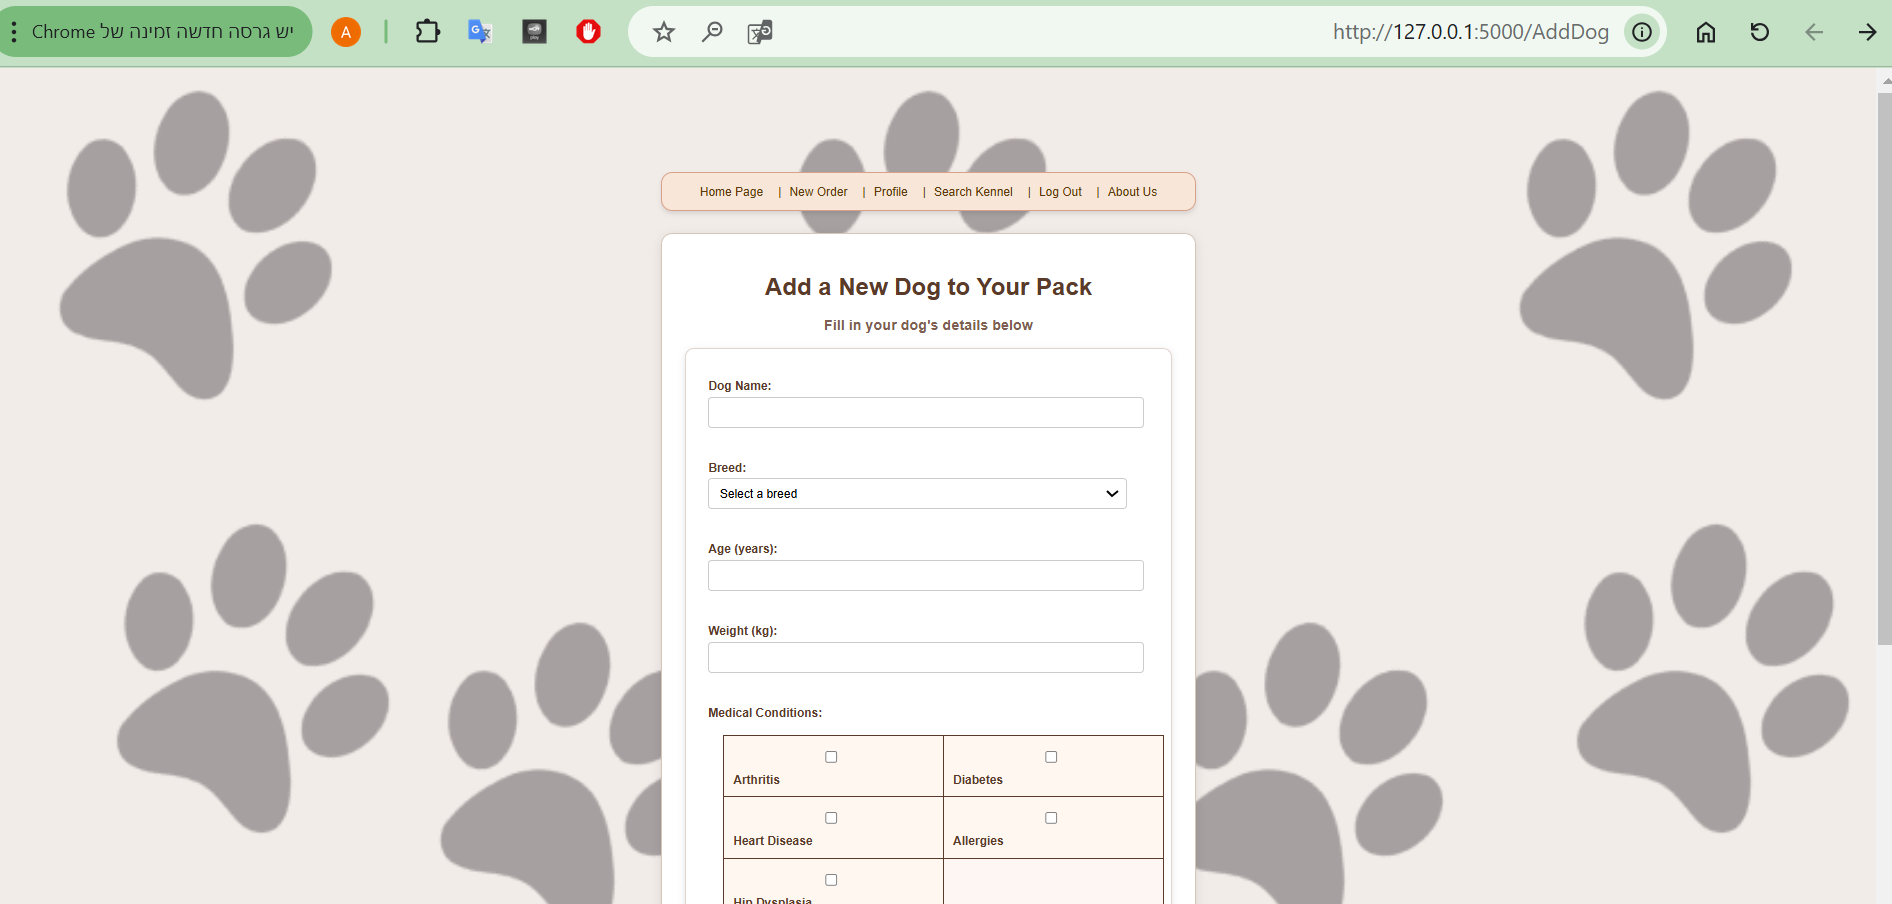 יש גרסה חדשה זמינה של Chrome
A
http://127.0.0.1:5000/AddDog
Home Page | New Order | Profile | Search Kennel | Log Out | About Us
Add a New Dog to Your Pack
Fill in your dog's details below
Dog Name:
Breed:
Select a breed
Age (years):
Weight (kg):
Medical Conditions:
Arthritis
Diabetes
Heart Disease
Allergies
Hip Dysplasia